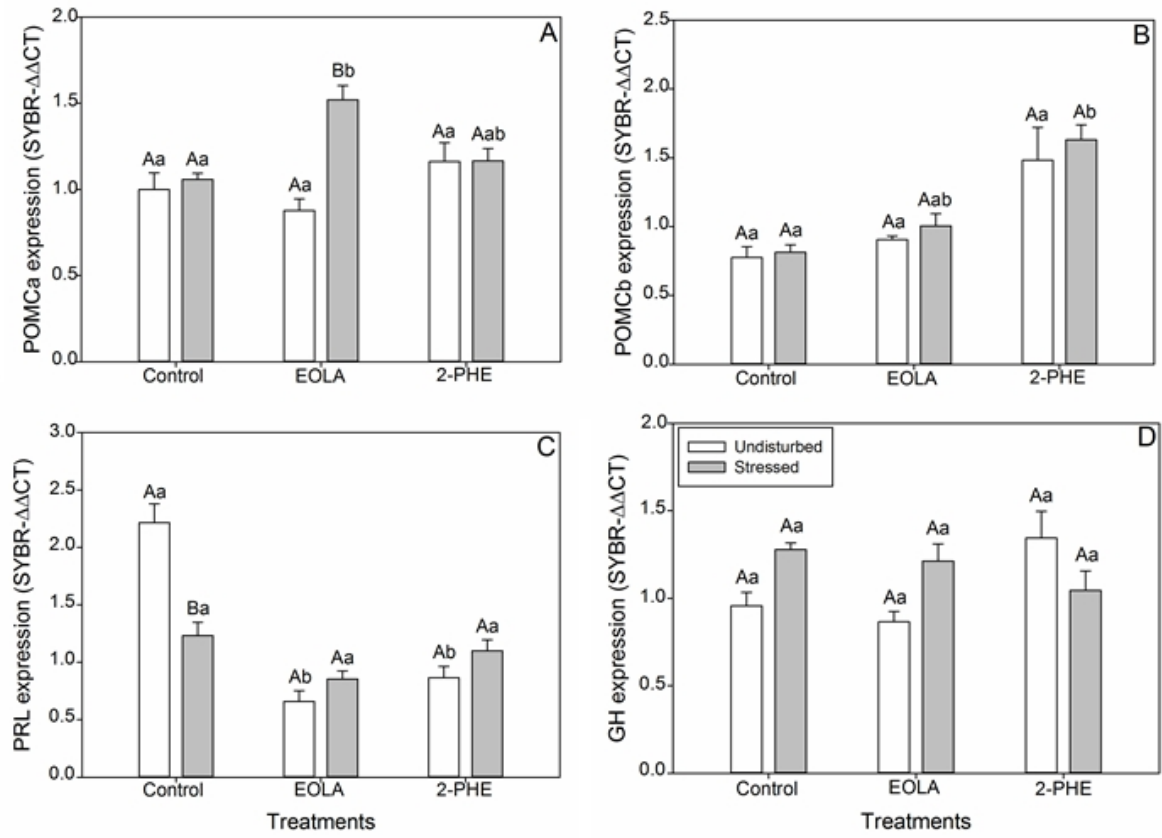 A
POMCa expression (SYBR-ΔΔCT)
2.0
1.5
1.0
0.5
0.0
Aa
Aa
Aa
Bb
Aa
Aab
Control
EOLA
2-PHE
B
POMCb expression (SYBR-ΔΔCT)
2.5
2.0
1.5
1.0
0.5
0.0
Aa
Aa
Aa
Aab
Aa
Ab
Control
EOLA
2-PHE
C
PRL expression (SYBR-ΔΔCT)
3.0
2.5
2.0
1.5
1.0
0.5
0.0
Aa
Ba
Ab
Aa
Ab
Aa
Control
EOLA
2-PHE
Treatments
D
GH expression (SYBR-ΔΔCT)
2.0
1.5
1.0
0.5
0.0
Undisturbed
Stressed
Aa
Aa
Aa
Aa
Aa
Aa
Control
EOLA
2-PHE
Treatments